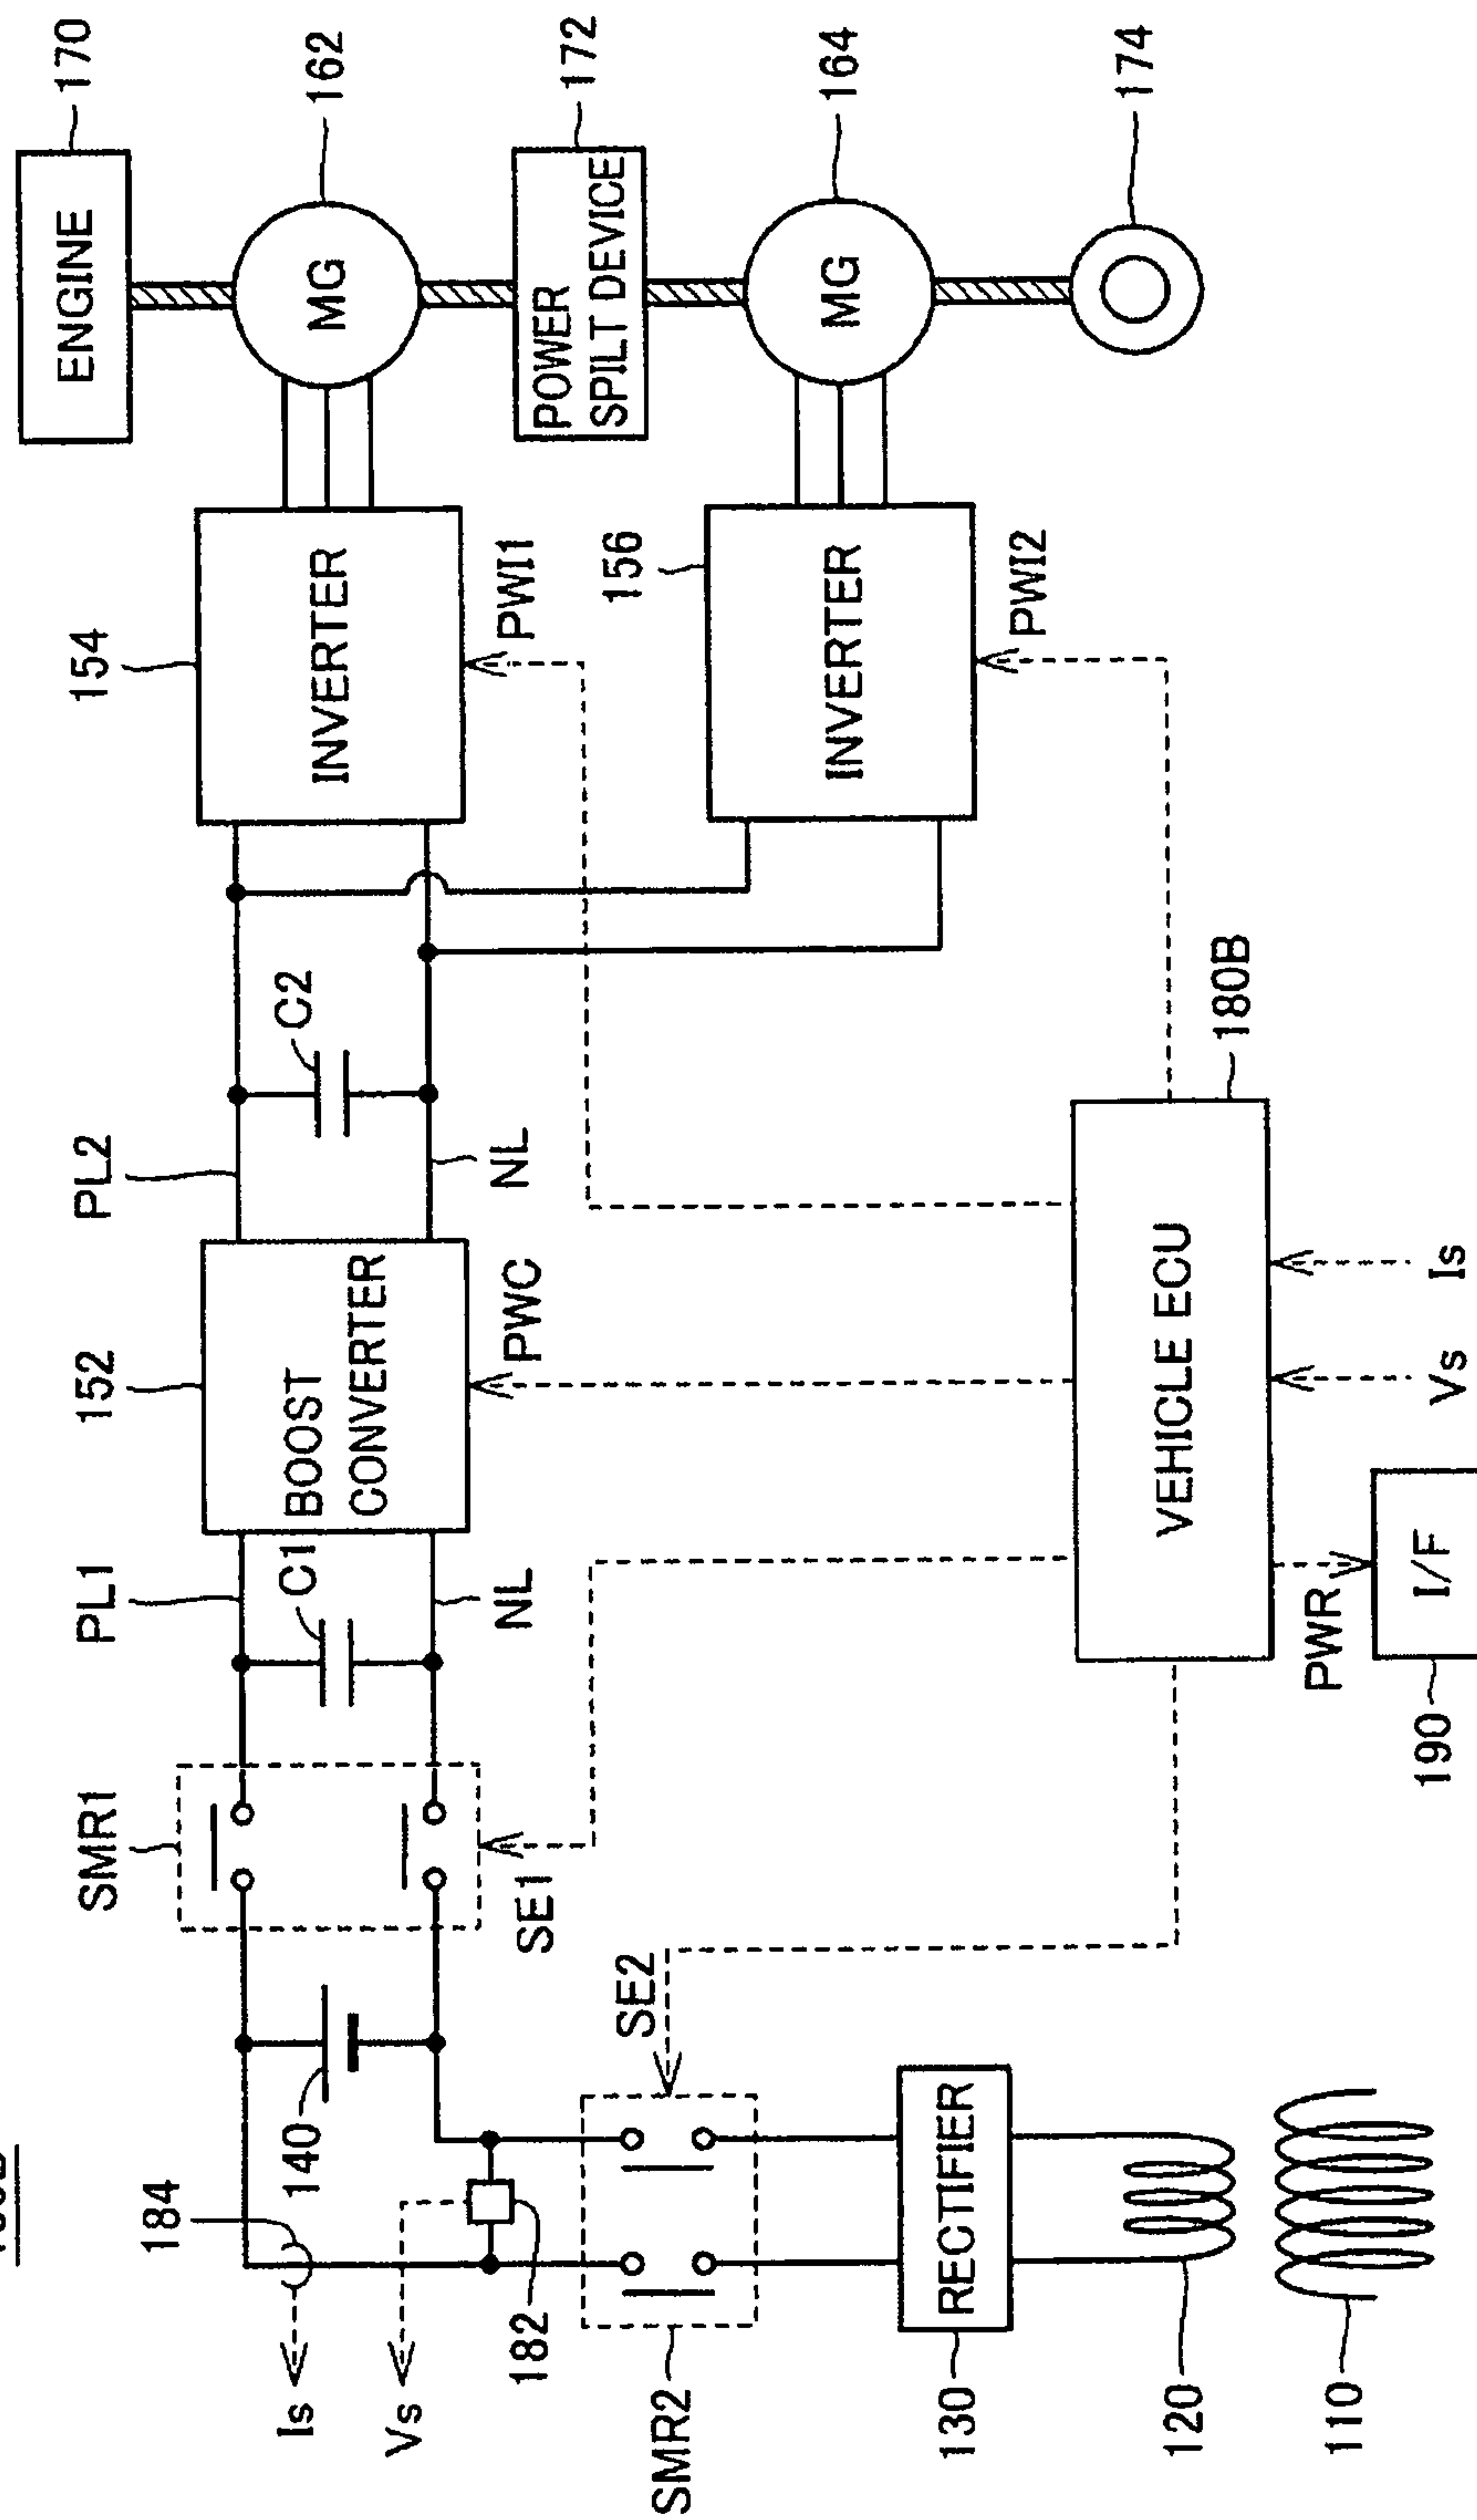 170
ENGINE
154
162
INVERTER
MG
PWI1
PL2
C2
NL
172
POWER
SPILT DEVICE
152
BOOST
CONVERTER
PWC
156
INVERTER
MG
164
PWI2
PL1
C1
NL
SMR1
SE1
184
140
Is
Vs
182
SE2
SMR2
180B
VEHICLE ECU
174
130
RECTIFIER
PWR
Vs
Is
120
190
I/F
110